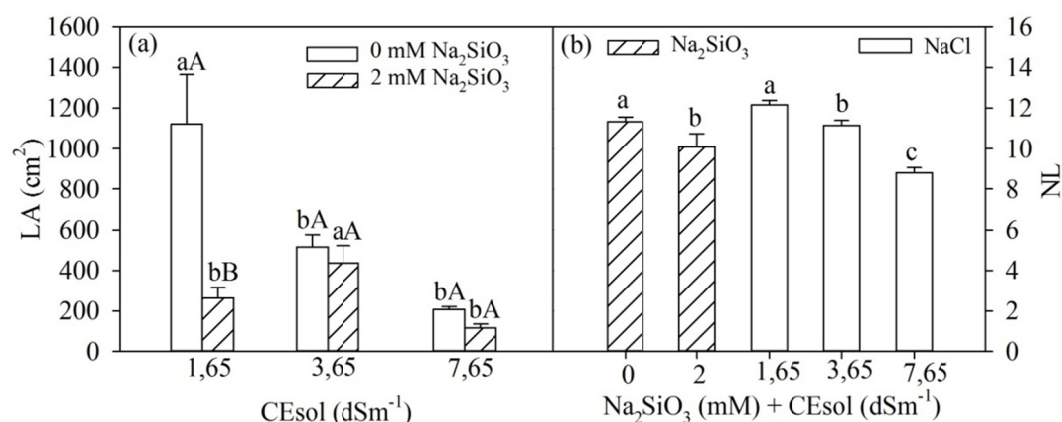 (a)
0 mM Na₂SiO₃
2 mM Na₂SiO₃
LA (cm²)
1600
1400
1200
1000
800
600
400
200
0
aA
bB
bA
aA
bA
bA
1,65
3,65
7,65
CEsol (dSm⁻¹)
(b)
Na₂SiO₃
NaCl
a
b
a
b
c
16
14
12
10
8
6
4
2
0
NL
0
2
1,65
3,65
7,65
Na₂SiO₃ (mM) + CEsol (dSm⁻¹)